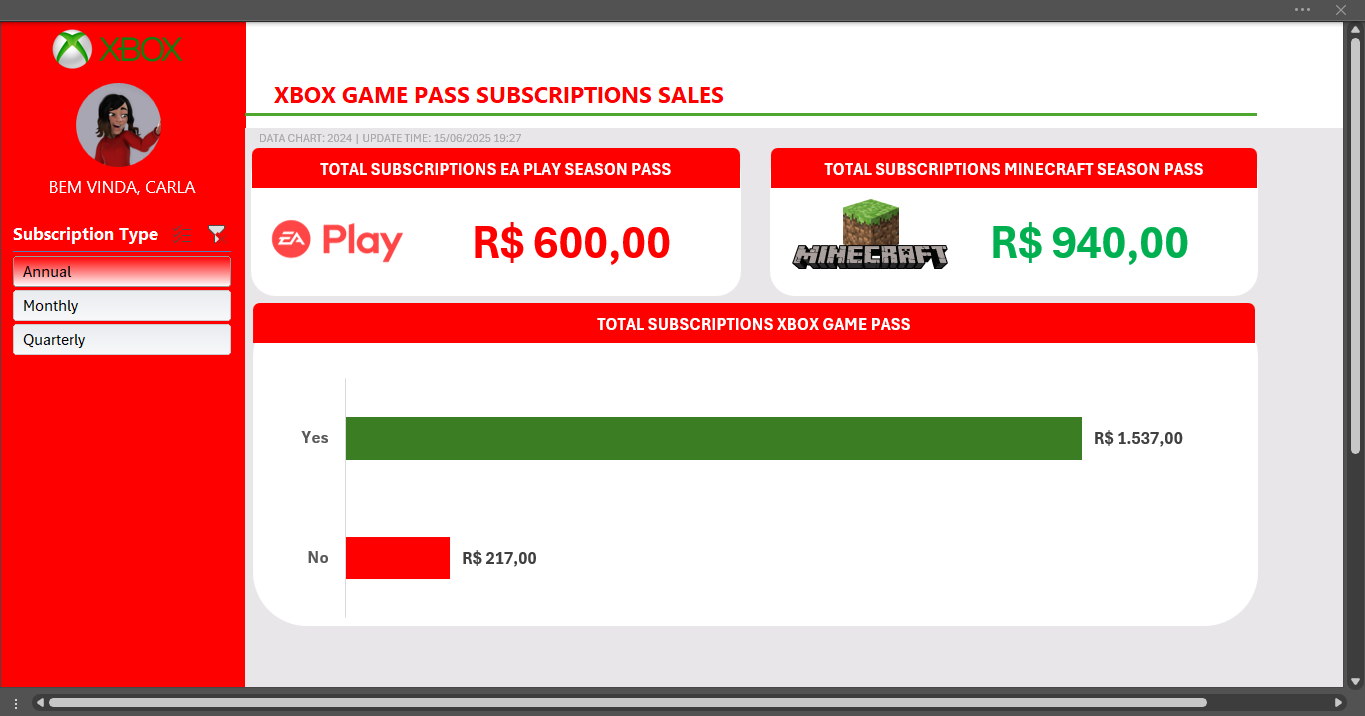 XBOX
BEM VINDA, CARLA
Subscription Type
Annual
Monthly
Quarterly
XBOX GAME PASS SUBSCRIPTIONS SALES
DATA CHART: 2024 | UPDATE TIME: 15/06/2025 19:27
TOTAL SUBSCRIPTIONS EA PLAY SEASON PASS
EA Play
R$ 600,00
TOTAL SUBSCRIPTIONS MINECRAFT SEASON PASS
MINECRAFT
R$ 940,00
TOTAL SUBSCRIPTIONS XBOX GAME PASS
Yes
R$ 1.537,00
No
R$ 217,00